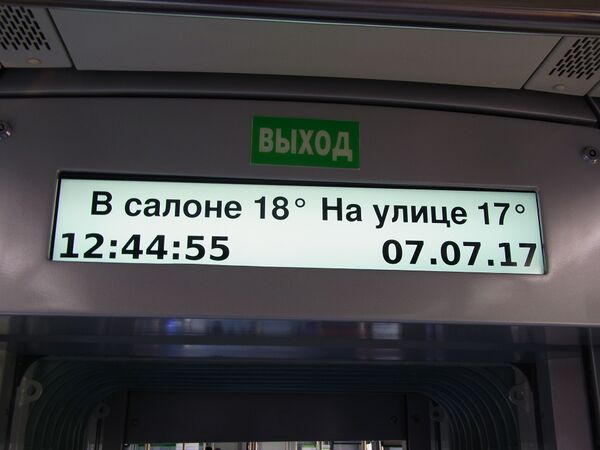 ВЫХОД
В салоне 18° На улице 17°
12:44:55 07.07.17